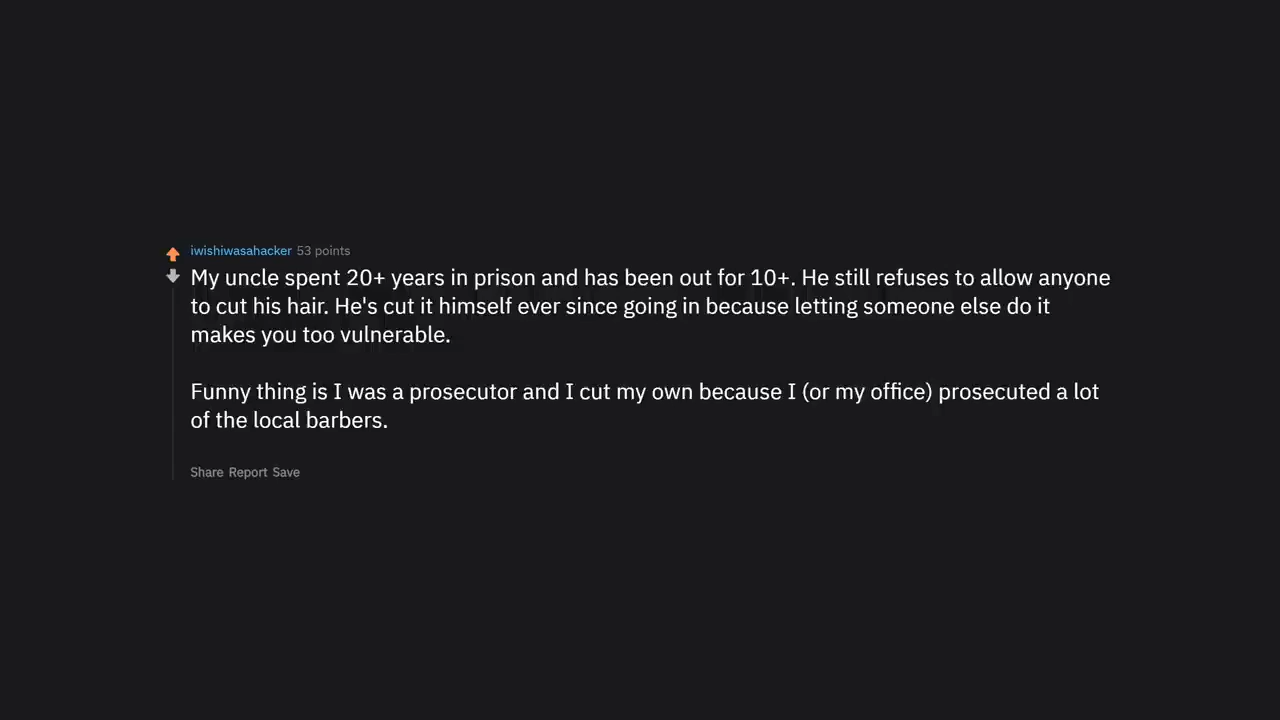 iwishiwasahacker 53 points
My uncle spent 20+ years in prison and has been out for 10+. He still refuses to allow anyone
to cut his hair. He's cut it himself ever since going in because letting someone else do it
makes you too vulnerable.
Funny thing is I was a prosecutor and I cut my own because I (or my office) prosecuted a lot
of the local barbers.
Share Report Save